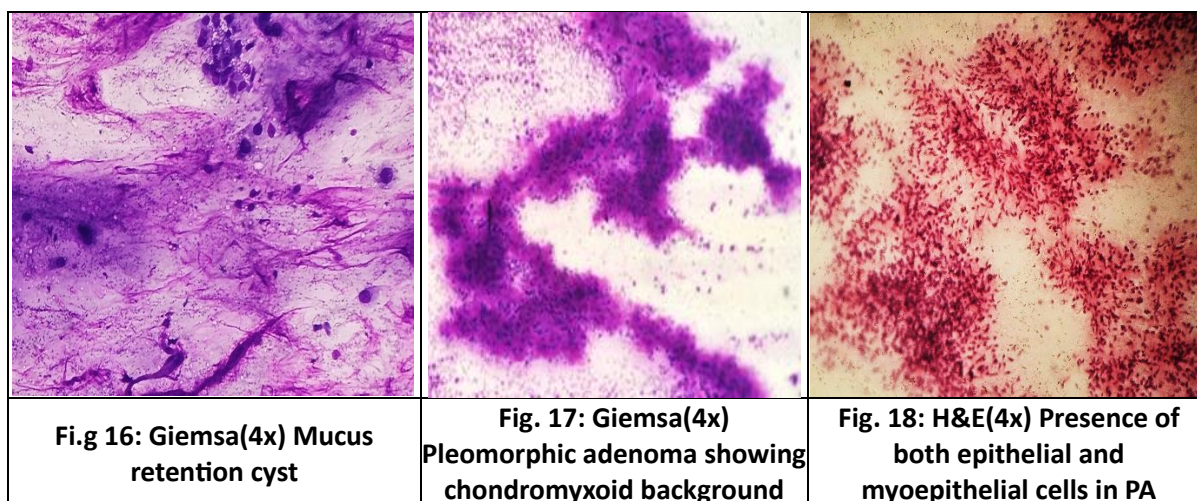 Fi.g 16: Giemsa(4x) Mucus
retention cyst
Fig. 17: Giemsa(4x)
Pleomorphic adenoma showing
chondromyxoid background
Fig. 18: H&E(4x) Presence of
both epithelial and
myoepithelial cells in PA